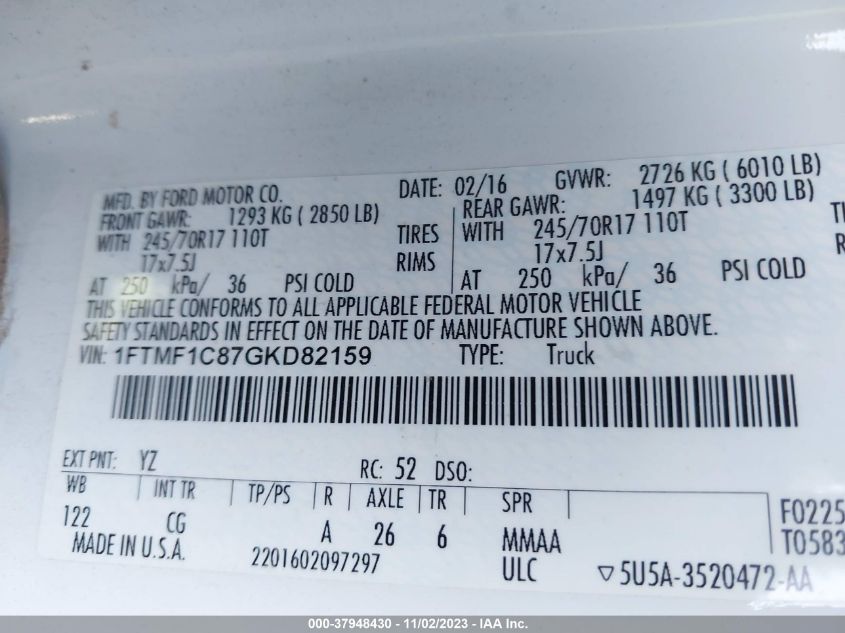 MFD. BY FORD MOTOR CO. DATE: 02/16 GVWR: 2726 KG ( 6010 LB)
FRONT GAWR: 1293 KG ( 2850 LB) REAR GAWR: 1497 KG ( 3300 LB)
WITH 245/70R17 110T TIRES WITH 245/70R17 110T
17x7.5J RIMS 17x7.5J
AT 250 kPa/ 36 PSI COLD AT 250 kPa/ 36 PSI COLD
THIS VEHICLE CONFORMS TO ALL APPLICABLE FEDERAL MOTOR VEHICLE
SAFETY STANDARDS IN EFFECT ON THE DATE OF MANUFACTURE SHOWN ABOVE.
VIN: 1FTMF1C87GKD82159 TYPE: Truck
EXT PNT: YZ RC: 52 DSO:
WB INT TR TP/PS R AXLE TR SPR
122 CG A 26 6 MMAA
F0225
T0583
MADE IN U.S.A. 2201602097297 ULC ▽5U5A-3520472-AA
000-37948430 - 11/02/2023 - IAA Inc.